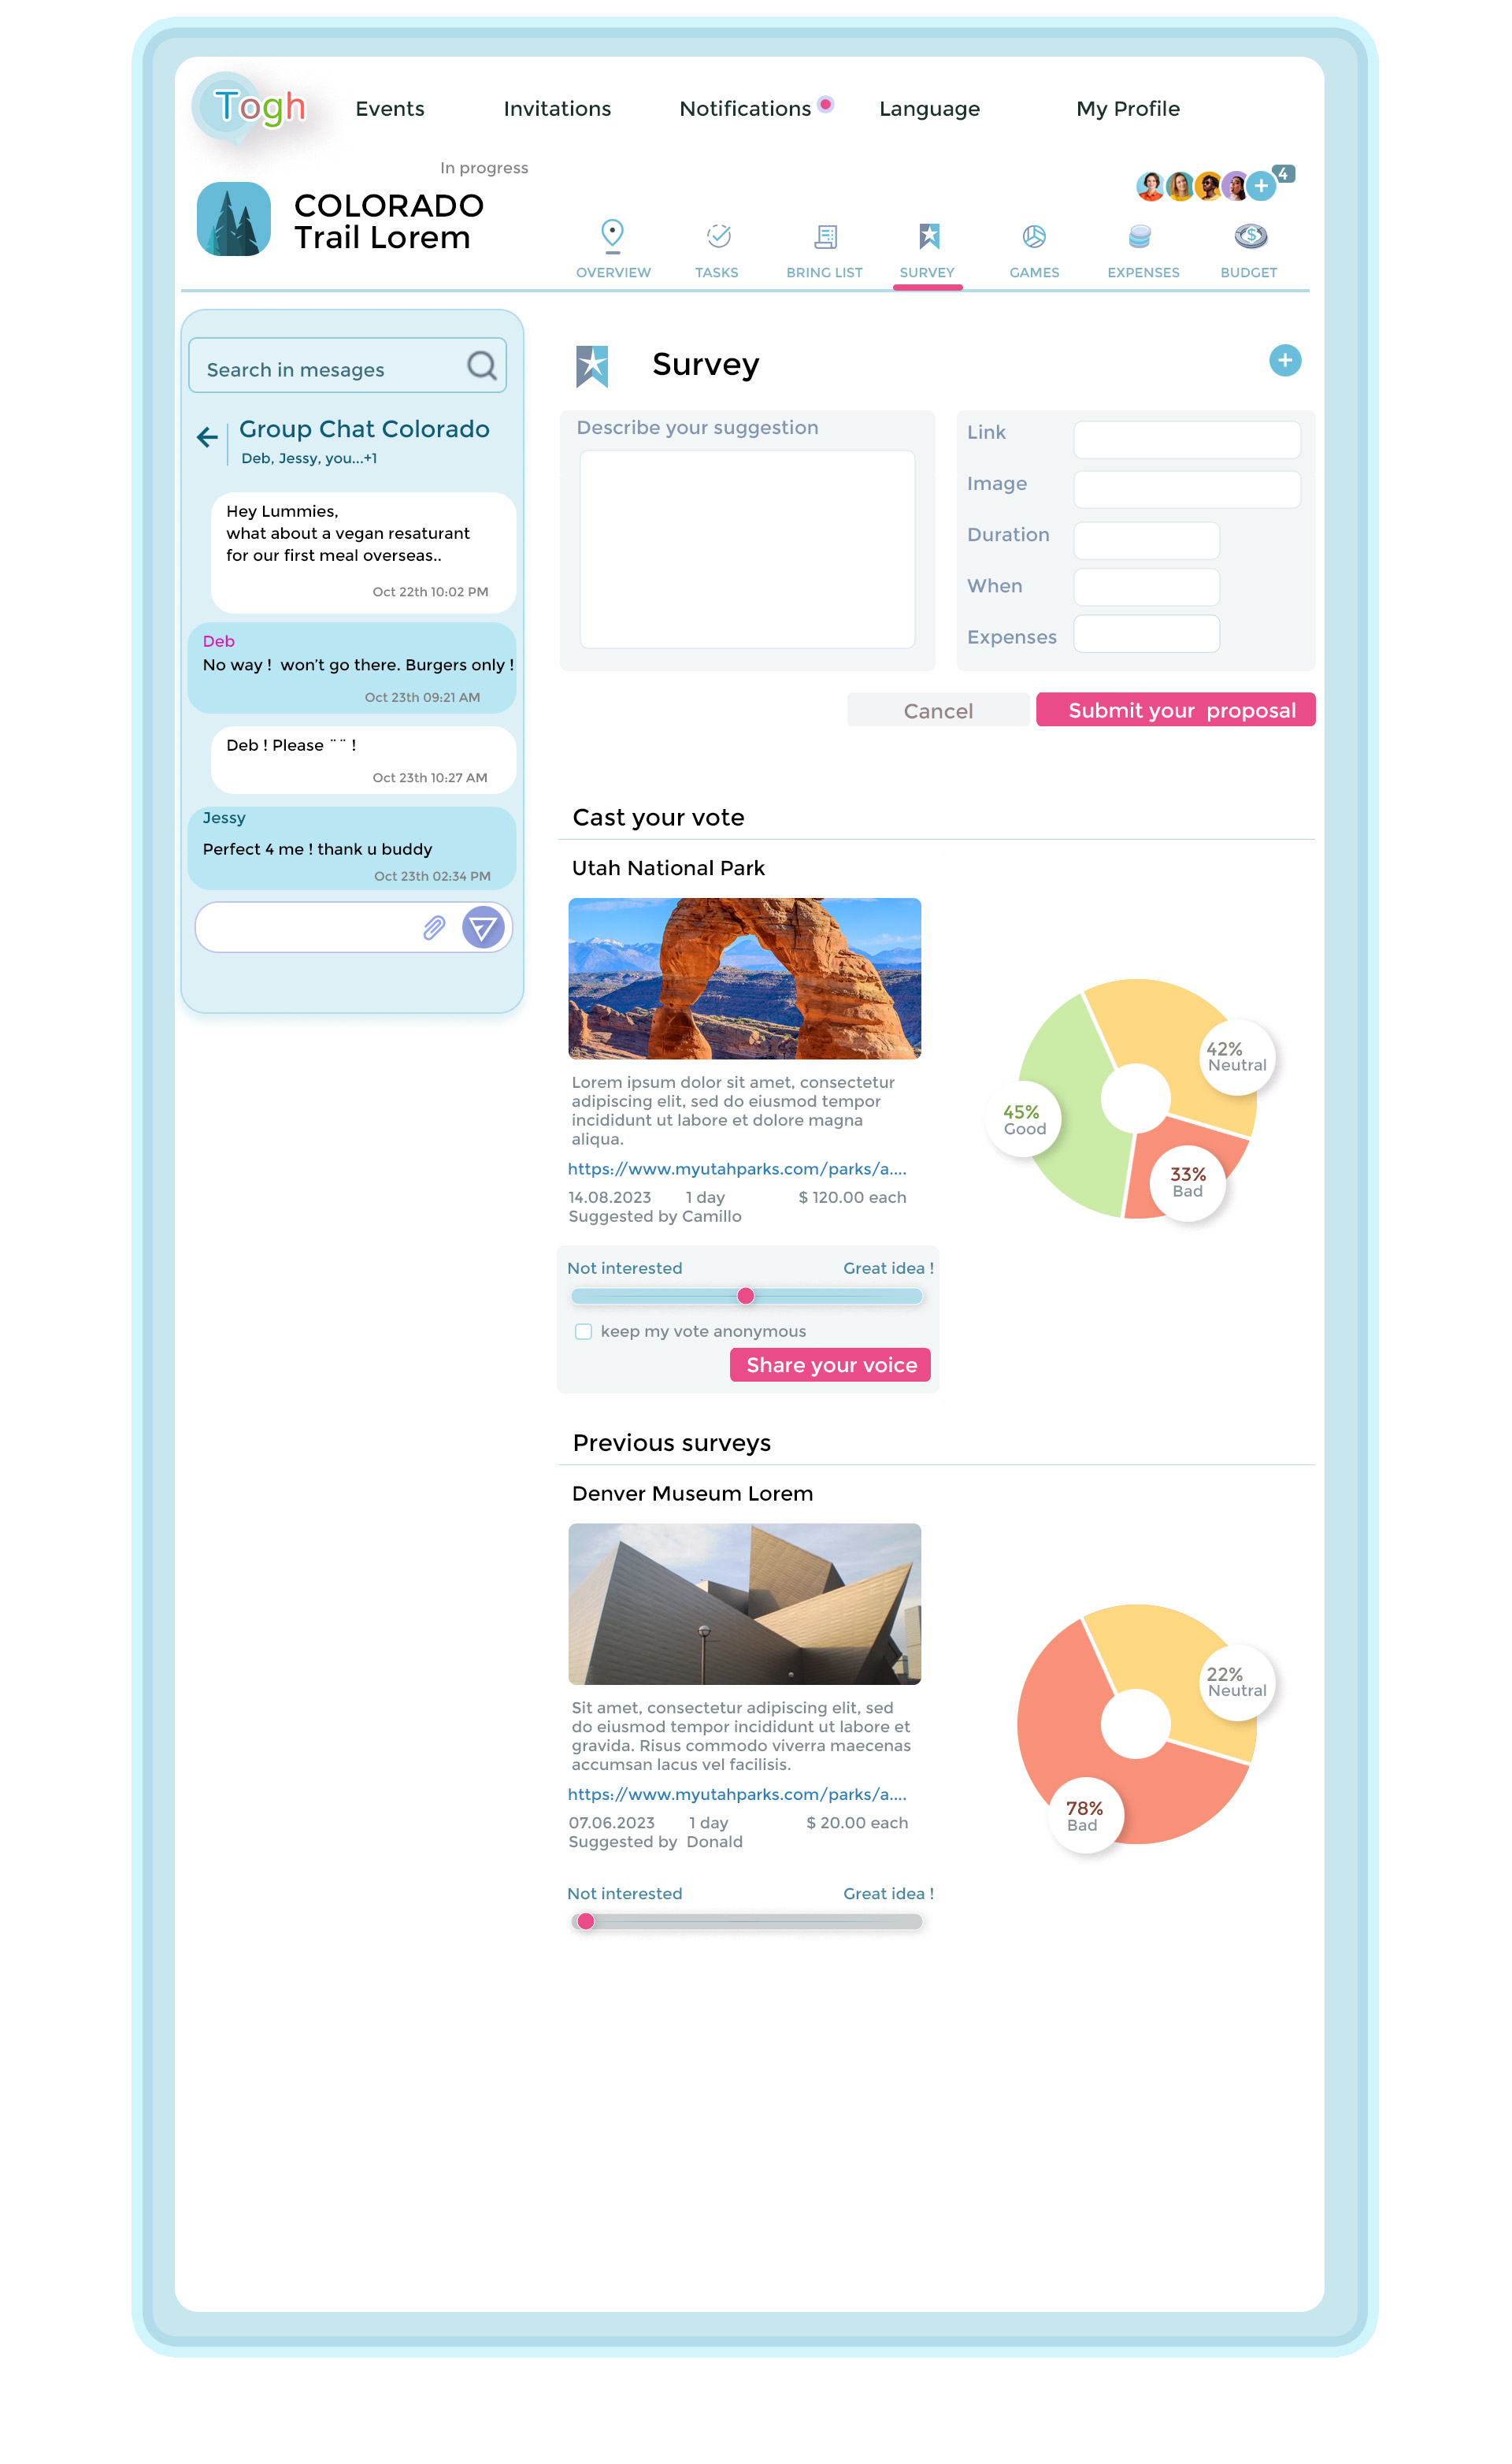 Togh
Events
Invitations
Notifications
Language
My Profile
In progress
COLORADO
Trail Lorem
4
OVERVIEW
TASKS
BRING LIST
SURVEY
GAMES
EXPENSES
BUDGET
Search in mesages
Group Chat Colorado
Deb, Jessy, you...+1
Hey Lummies,
what about a vegan resaturant
for our first meal overseas..
Oct 22th 10:02 PM
Deb
No way ! won't go there. Burgers only !
Oct 23th 09:21 AM
Deb ! Please ¨ ¨ !
Oct 23th 10:27 AM
Jessy
Perfect 4 me ! thank u buddy
Oct 23th 02:34 PM
Survey
Describe your suggestion
Link
Image
Duration
When
Expenses
Cancel
Submit your proposal
Cast your vote
Utah National Park
Lorem ipsum dolor sit amet, consectetur
adipiscing elit, sed do eiusmod tempor
incididunt ut labore et dolore magna
aliqua.
https://www.myutahparks.com/parks/a....
14.08.2023 1 day $ 120.00 each
Suggested by Camillo
42%
Neutral
45%
Good
33%
Bad
Not interested
Great idea !
keep my vote anonymous
Share your voice
Previous surveys
Denver Museum Lorem
Sit amet, consectetur adipiscing elit, sed
do eiusmod tempor incididunt ut labore et
gravida. Risus commodo viverra maecenas
accumsan lacus vel facilisis.
https://www.myutahparks.com/parks/a....
07.06.2023 1 day $ 20.00 each
Suggested by Donald
22%
Neutral
78%
Bad
Not interested
Great idea !